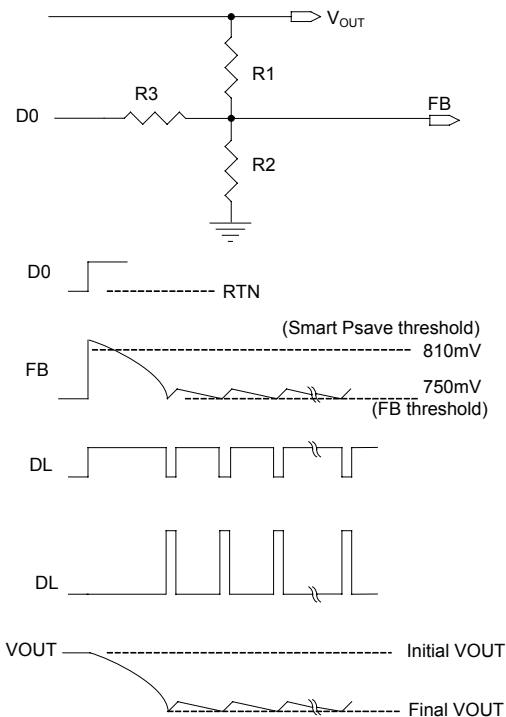 V_OUT
R1
R3
D0
FB
R2
D0
RTN
(Smart Psave threshold)
810mV
FB
750mV
(FB threshold)
DL
DL
VOUT
Initial VOUT
Final VOUT